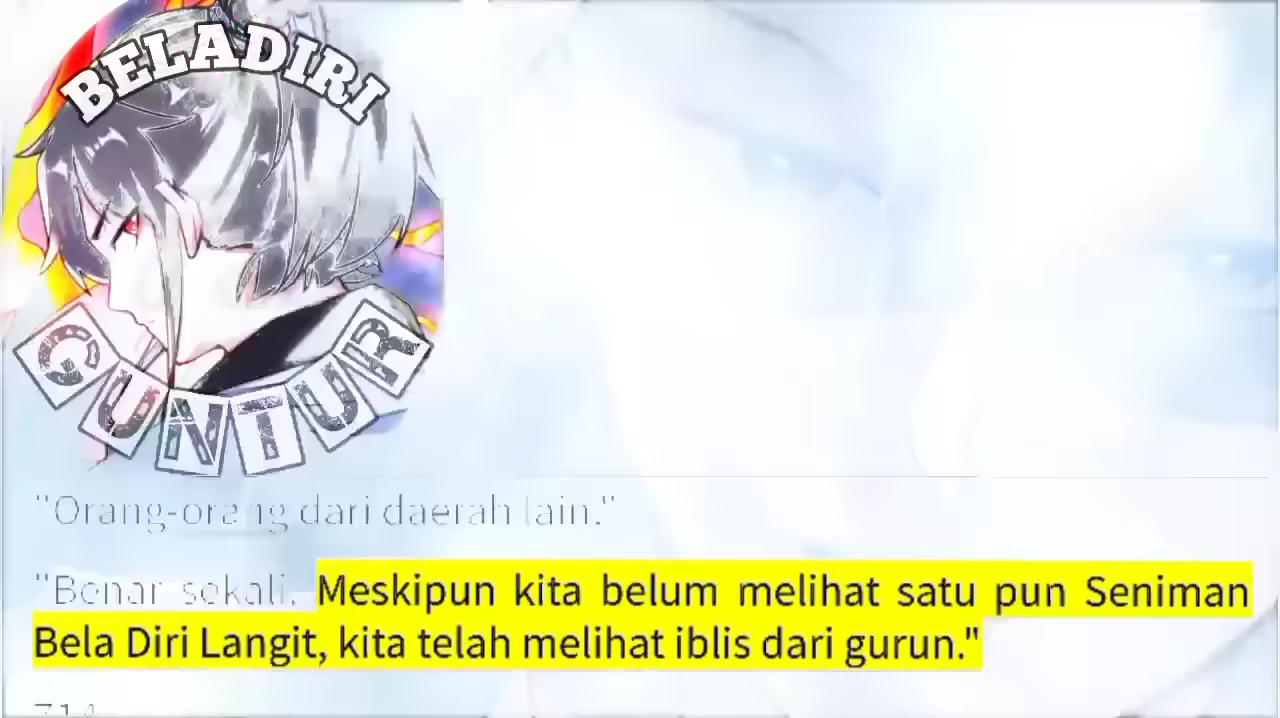 BELADIRI
GUNTUR
"Orang-orang dari daerah lain."
"Benar sekali. Meskipun kita belum melihat satu pun Seniman
Bela Diri Langit, kita telah melihat iblis dari gurun."